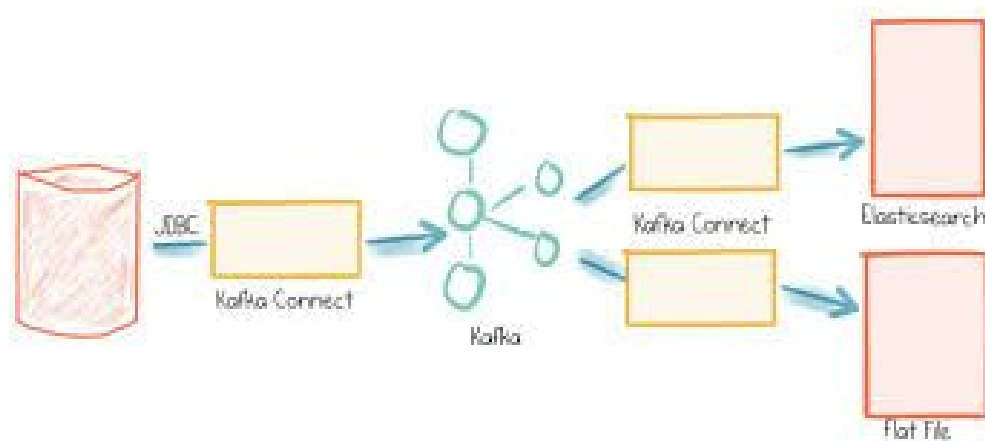 JDBC
Kafka Connect
Kafka
Kafka Connect
Elasticsearch
Flat File